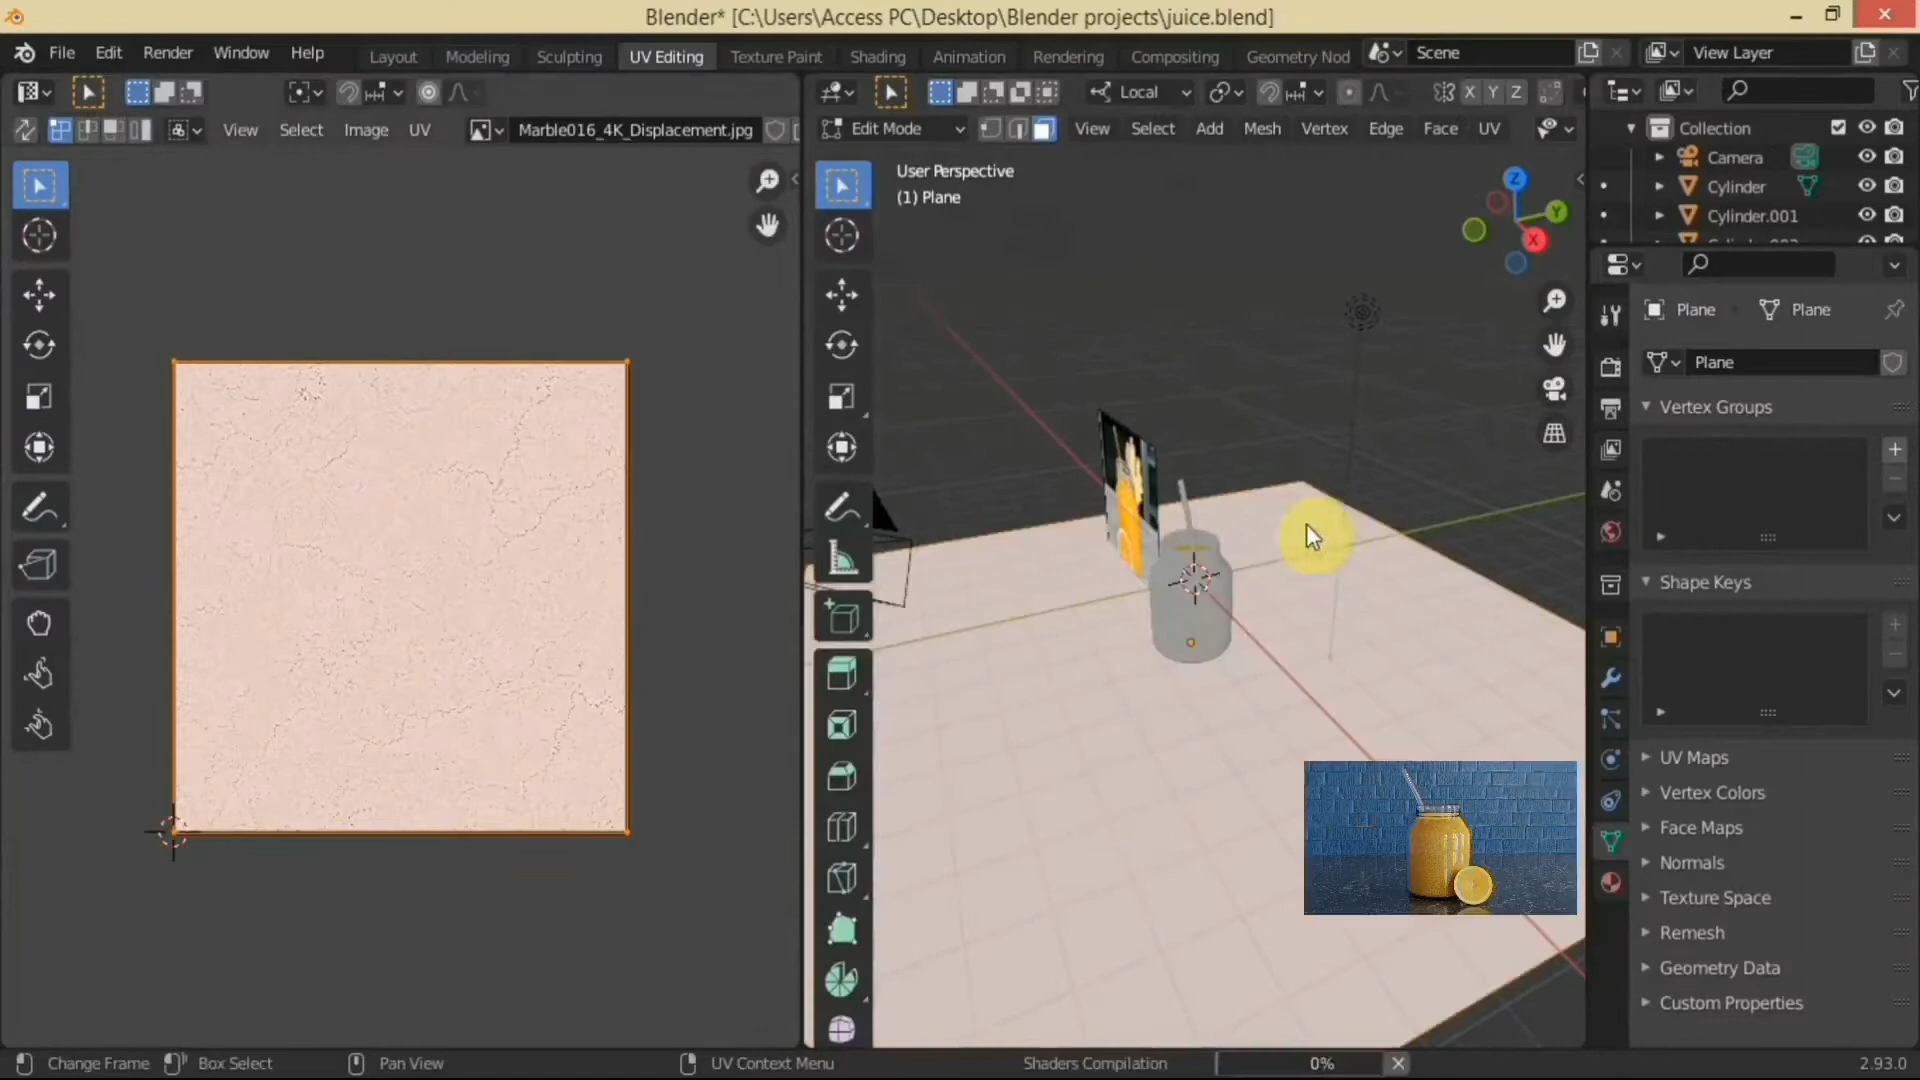 Blender* [C:\Users\Access PC\Desktop\Blender projects\juice.blend]
File Edit Render Window Help Layout Modeling Sculpting UV Editing Texture Paint Shading Animation Rendering Compositing Geometry Nod Scene View Layer
Local X Y Z
View Select Image UV Marble016_4K_Displacement.jpg Edit Mode View Select Add Mesh Vertex Edge Face UV
Collection
Camera
Cylinder
Cylinder.001
User Perspective
(1) Plane
Z
Y
X
Plane Plane
Plane
Vertex Groups
Shape Keys
UV Maps
Vertex Colors
Face Maps
Normals
Texture Space
Remesh
Geometry Data
Custom Properties
Change Frame Box Select Pan View UV Context Menu Shaders Compilation 0% 2.93.0